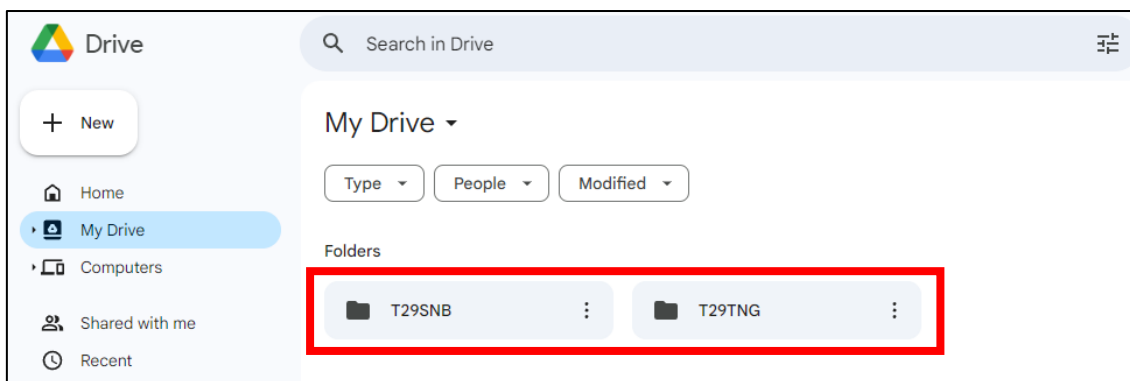 Drive
Search in Drive
New
My Drive
Type
People
Modified
Home
My Drive
Computers
Folders
T29SNB
T29TNG
Shared with me
Recent